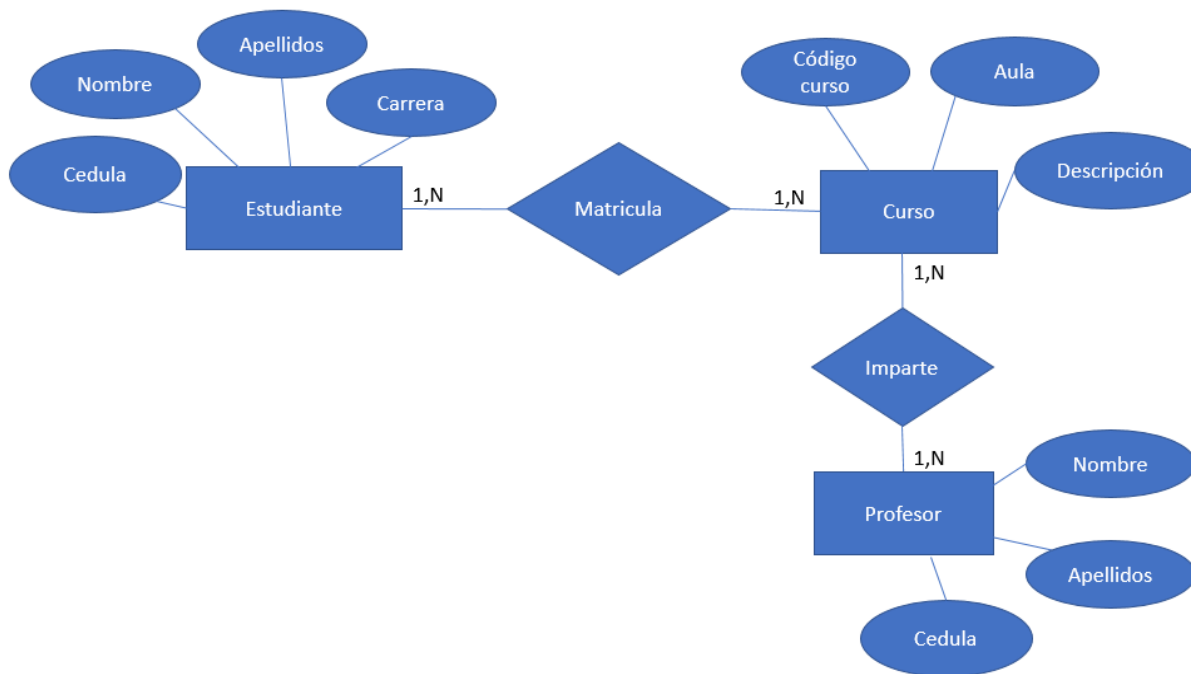 Apellidos
Nombre
Carrera
Cedula
Estudiante
1,N
Matricula
1,N
Código
curso
Aula
Descripción
Curso
1,N
Imparte
1,N
Profesor
Nombre
Apellidos
Cedula